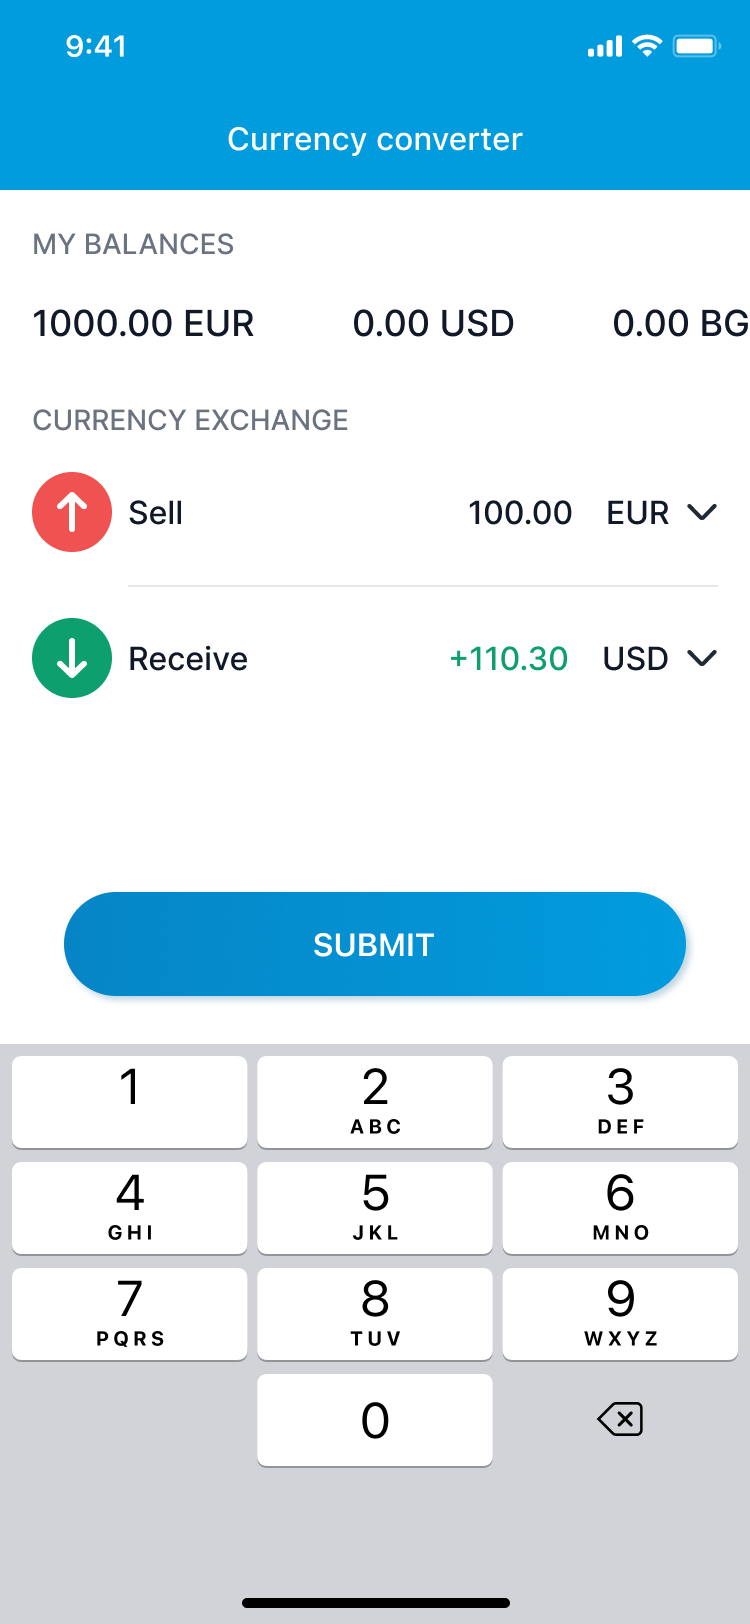 9:41
Currency converter
MY BALANCES
1000.00 EUR 0.00 USD 0.00 BG
CURRENCY EXCHANGE
Sell 100.00 EUR
Receive +110.30 USD
SUBMIT
1 2 3
ABC DEF
4 5 6
GHI JKL MNO
7 8 9
PQRS TUV WXYZ
0